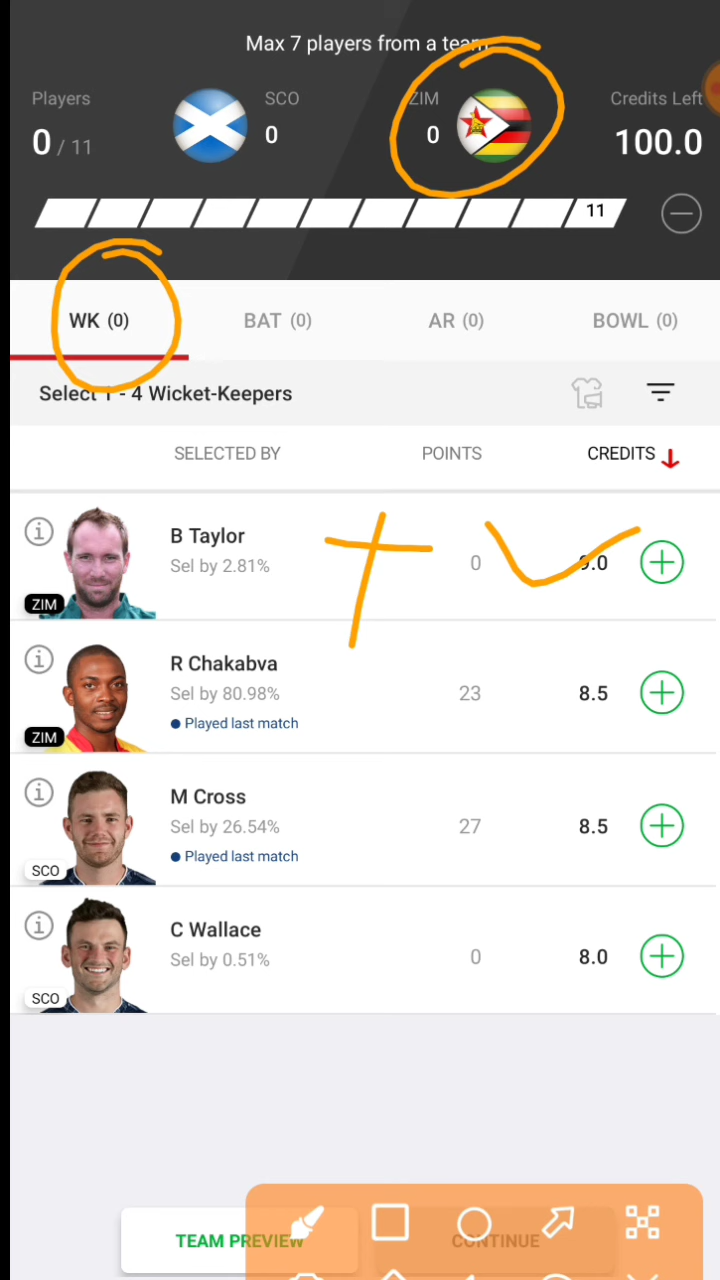 Max 7 players from a team
Players SCO ZIM Credits Left
0 / 11 0 0 100.0
11
WK (0) BAT (0) AR (0) BOWL (0)
Select 1 - 4 Wicket-Keepers
SELECTED BY POINTS CREDITS
B Taylor
Sel by 2.81% 0 9.0
ZIM
R Chakabva
Sel by 80.98% 23 8.5
Played last match
ZIM
M Cross
Sel by 26.54% 27 8.5
Played last match
SCO
C Wallace
Sel by 0.51% 0 8.0
SCO
TEAM PREVIEW CONTINUE